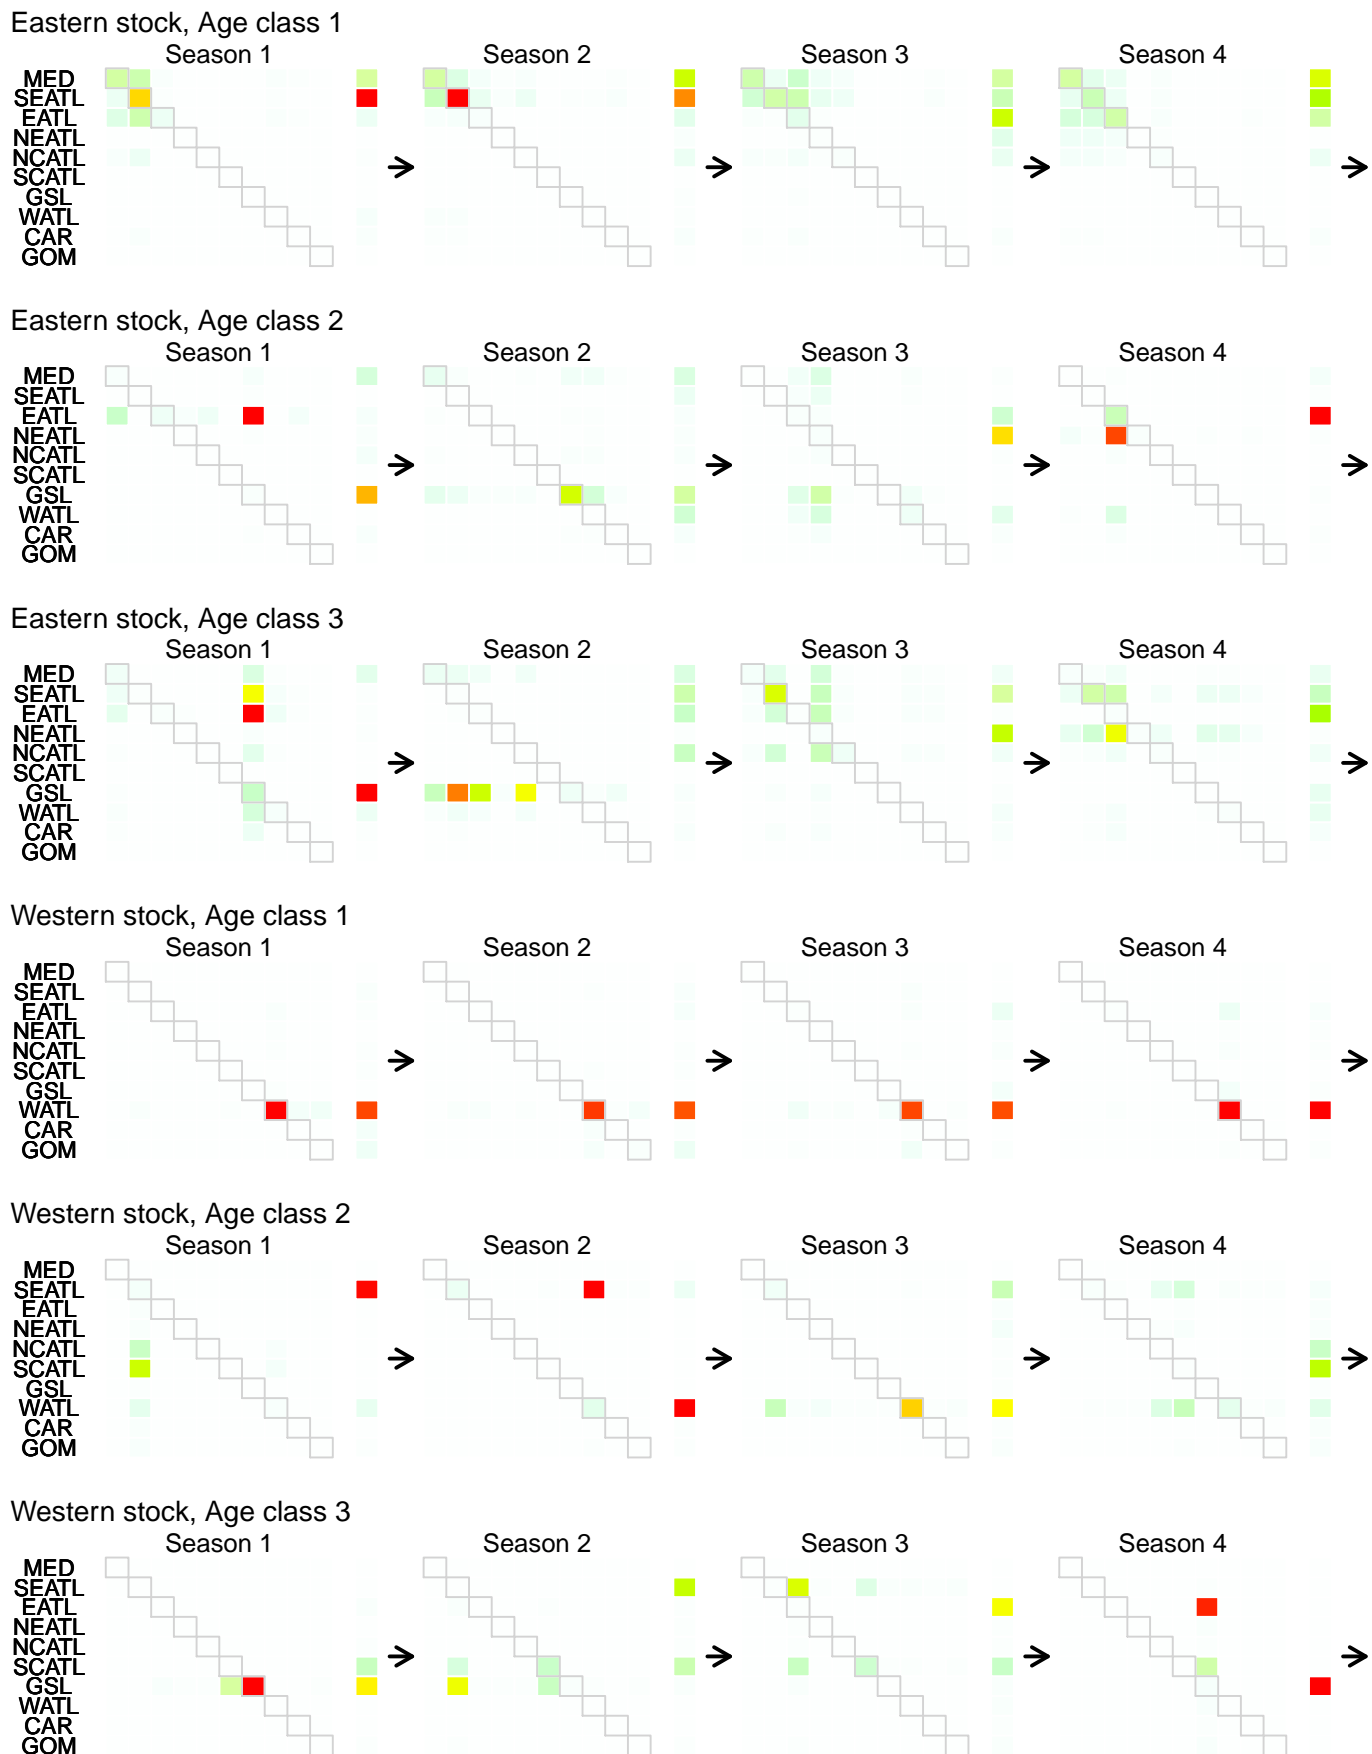 Eastern stock, Age class 1
Season 1 Season 2 Season 3 Season 4
MED
SEATL
EATL
NEATL
NCATL
SCATL
GSL
WATL
CAR
GOM
Eastern stock, Age class 2
Season 1 Season 2 Season 3 Season 4
MED
SEATL
EATL
NEATL
NCATL
SCATL
GSL
WATL
CAR
GOM
Eastern stock, Age class 3
Season 1 Season 2 Season 3 Season 4
MED
SEATL
EATL
NEATL
NCATL
SCATL
GSL
WATL
CAR
GOM
Western stock, Age class 1
Season 1 Season 2 Season 3 Season 4
MED
SEATL
EATL
NEATL
NCATL
SCATL
GSL
WATL
CAR
GOM
Western stock, Age class 2
Season 1 Season 2 Season 3 Season 4
MED
SEATL
EATL
NEATL
NCATL
SCATL
GSL
WATL
CAR
GOM
Western stock, Age class 3
Season 1 Season 2 Season 3 Season 4
MED
SEATL
EATL
NEATL
NCATL
SCATL
GSL
WATL
CAR
GOM